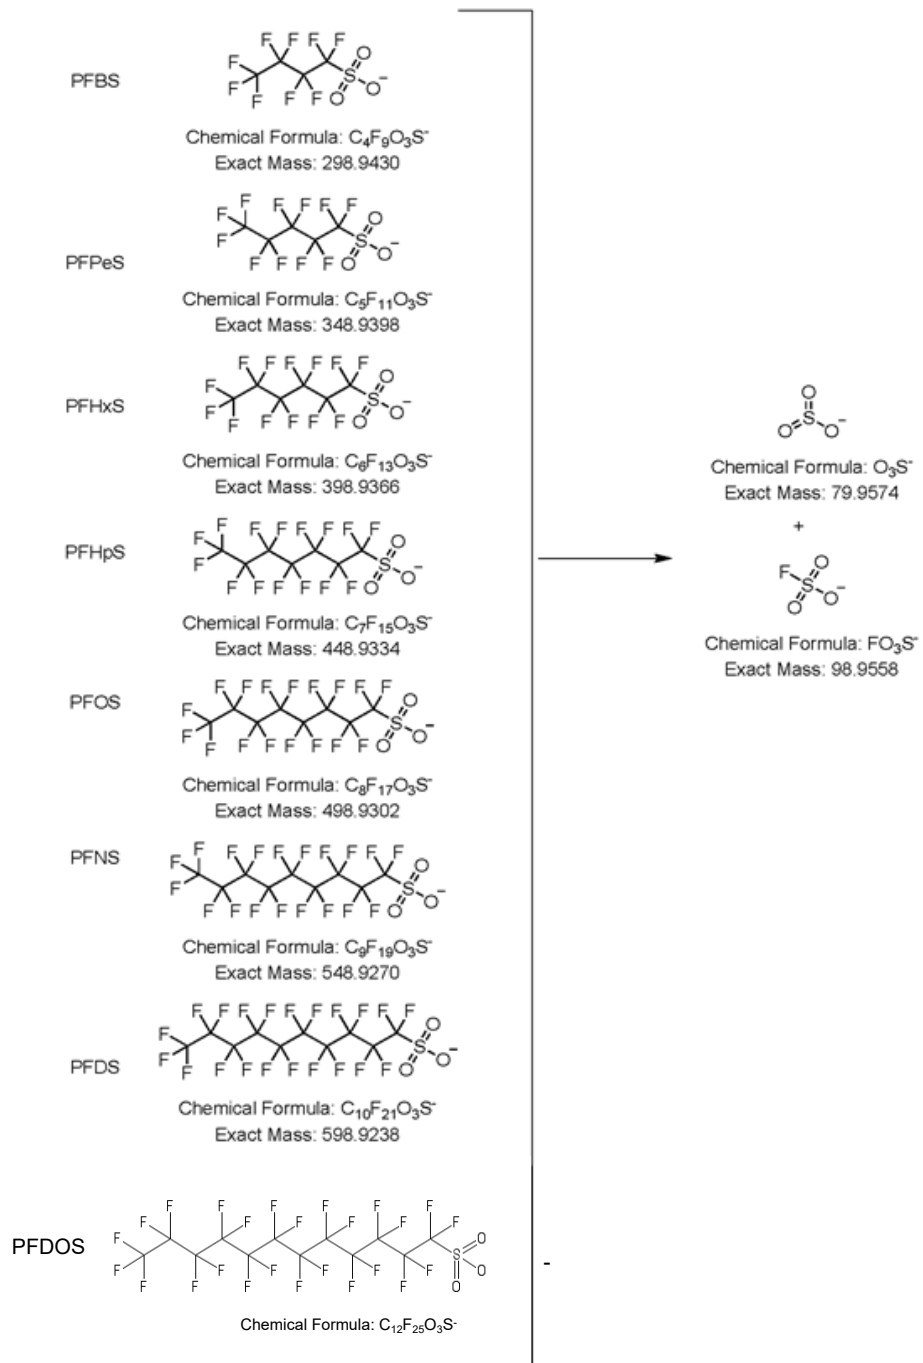 F F F F O
F S
PFBS
F F F F O O⁻
Chemical Formula: C₄F₉O₃S⁻
Exact Mass: 298.9430
F F F F F
F O
F S
PFPeS
F F F F O O⁻
Chemical Formula: C₅F₁₁O₃S⁻
Exact Mass: 348.9398
F F F F F F
F O
F S
PFHxS
F F F F F O O⁻
Chemical Formula: C₆F₁₃O₃S⁻
Exact Mass: 398.9366
F F F F F F F
F O
F S
PFHpS
F F F F F F O O⁻
Chemical Formula: C₇F₁₅O₃S⁻
Exact Mass: 448.9334
F F F F F F F F
F O
PFOS
F S
F F F F F F F O O⁻
Chemical Formula: C₈F₁₇O₃S⁻
Exact Mass: 498.9302
F F F F F F F F F
F O
PFNS
F S
F F F F F F F F O O⁻
Chemical Formula: C₉F₁₉O₃S⁻
Exact Mass: 548.9270
F F F F F F F F F F
F O
F S
PFDS
F F F F F F F F F O O⁻
Chemical Formula: C₁₀F₂₁O₃S⁻
Exact Mass: 598.9238
F F F F F F
F F F F F F
F O
PFDOS
S
F F F F F F O
F F F F F F O
Chemical Formula: C₁₂F₂₅O₃S⁻
O
S
O O⁻
Chemical Formula: O₃S⁻
Exact Mass: 79.9574
+
F O
S
O O⁻
Chemical Formula: FO₃S⁻
Exact Mass: 98.9558
-